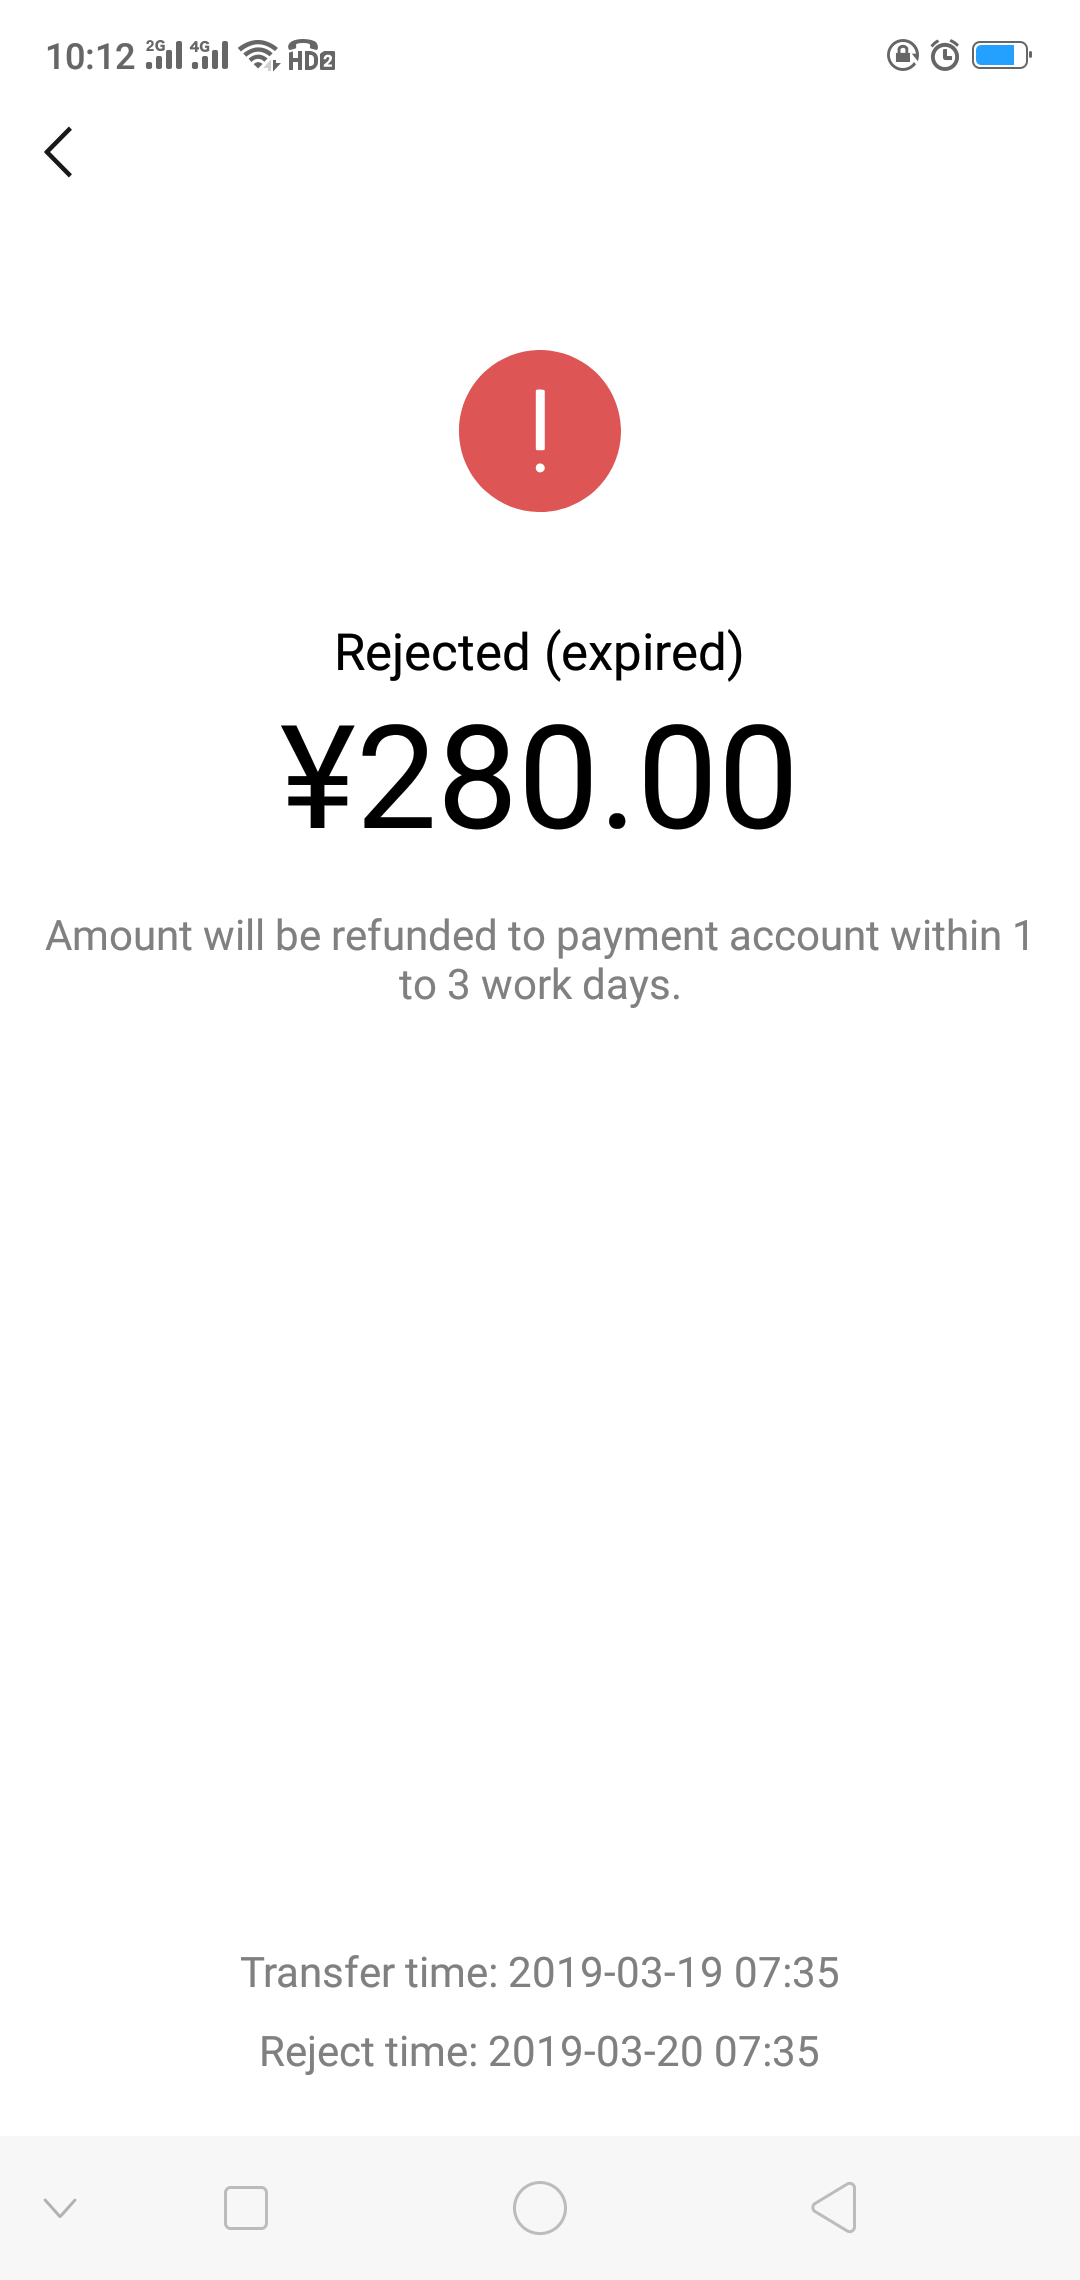 10:12 2G 4G HD2
Rejected (expired)
¥280.00
Amount will be refunded to payment account within 1
to 3 work days.
Transfer time: 2019-03-19 07:35
Reject time: 2019-03-20 07:35